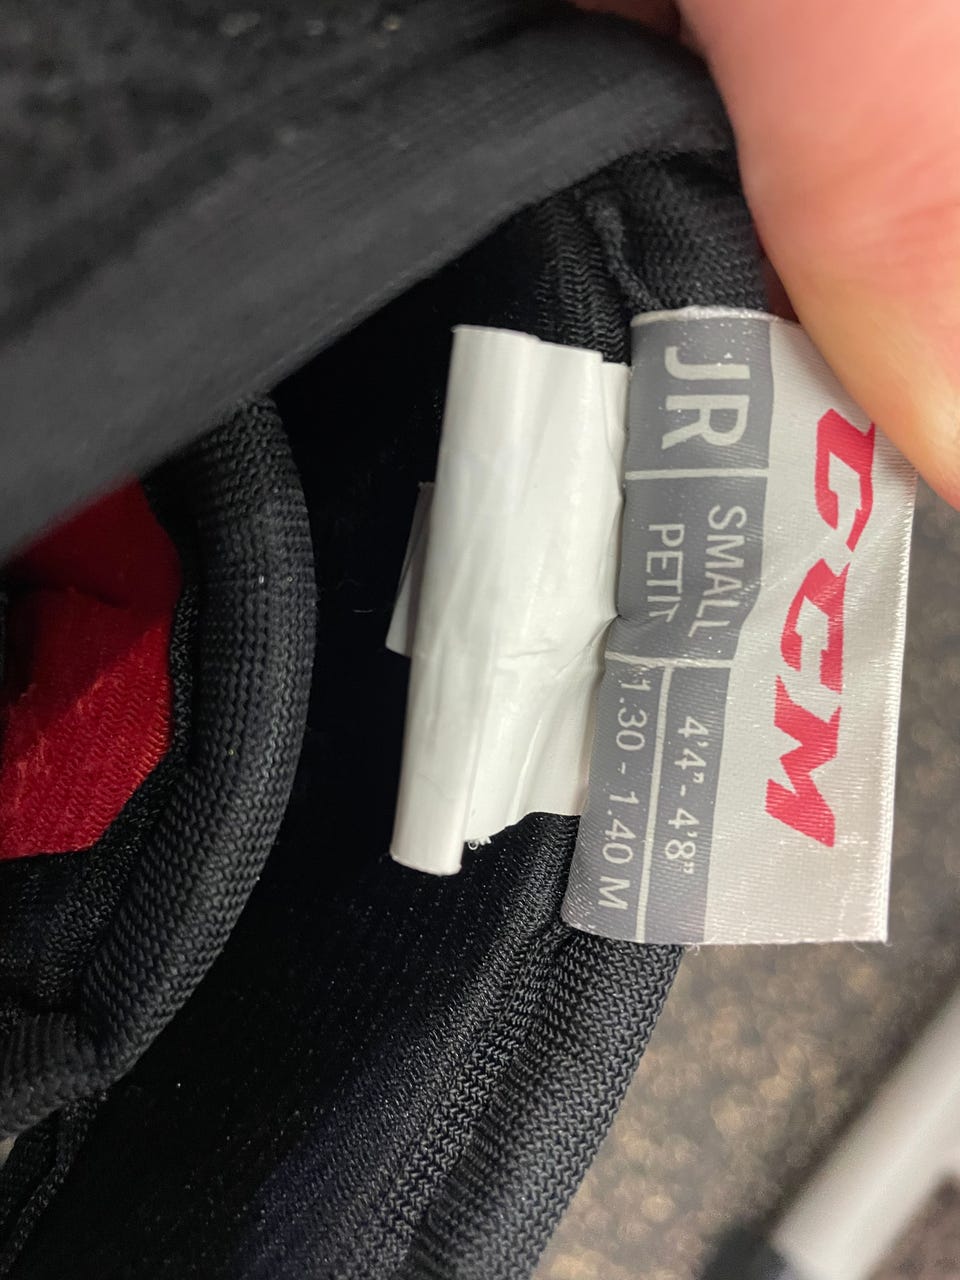 CCM
JR
SMALL
PETIT
4'4" - 4'8"
1.30 - 1.40 M